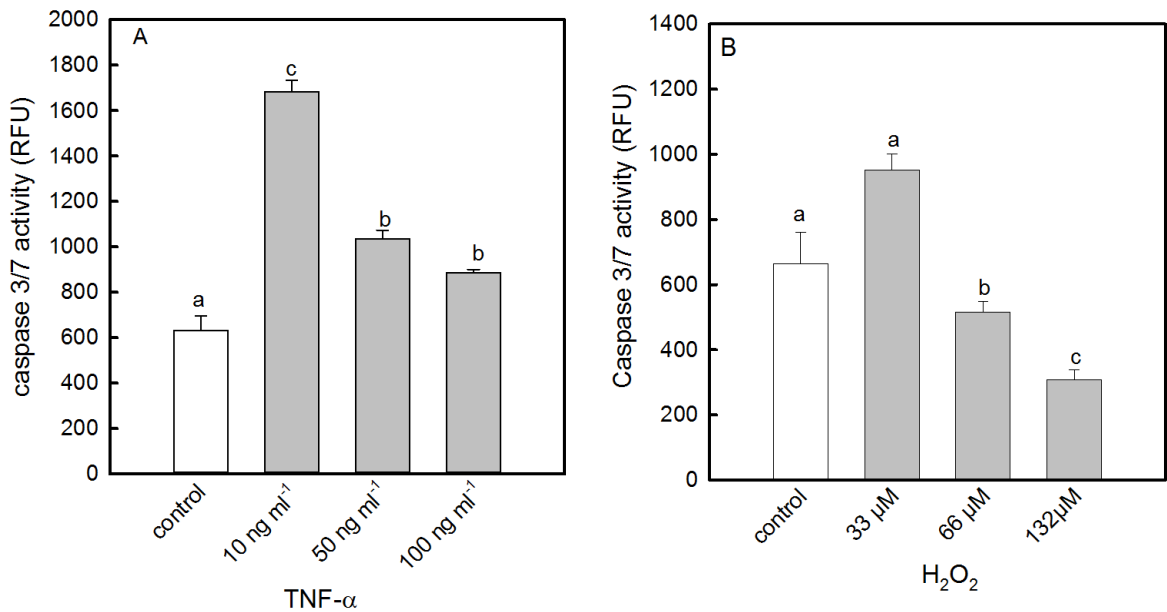 A
caspase 3/7 activity (RFU)
2000
1800
1600
1400
1200
1000
800
600
400
200
0
a
c
b
b
control
10 ng ml⁻¹
50 ng ml⁻¹
100 ng ml⁻¹
TNF-α
B
Caspase 3/7 activity (RFU)
1400
1200
1000
800
600
400
200
0
a
a
b
c
control
33 µM
66 µM
132µM
H₂O₂